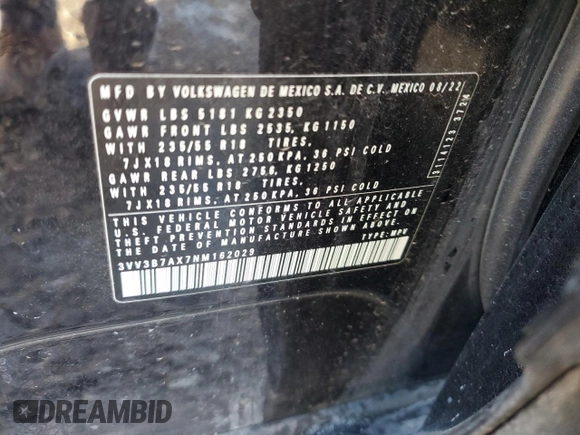 MFD BY VOLKSWAGEN DE MEXICO S.A. DE C.V. MEXICO 08/22
GVWR LBS 5181 KG 2350
GAWR FRONT LBS 2535, KG 1150
WITH 235/55 R18 TIRES.
7JX18 RIMS. AT 250 KPA, 36 PSI COLD
GAWR REAR LBS 2756, KG 1250
WITH 235/55 R18 TIRES.
7JX18 RIMS. AT 250 KPA, 36 PSI COLD
THIS VEHICLE CONFORMS TO ALL APPLICABLE
U.S. FEDERAL MOTOR VEHICLE SAFETY AND
THEFT PREVENTION STANDARDS IN EFFECT ON
THE DATE OF MANUFACTURE SHOWN ABOVE.
3VV3B7AX7NM162029 TYPE: MPV
3114123 372M
DREAMBID